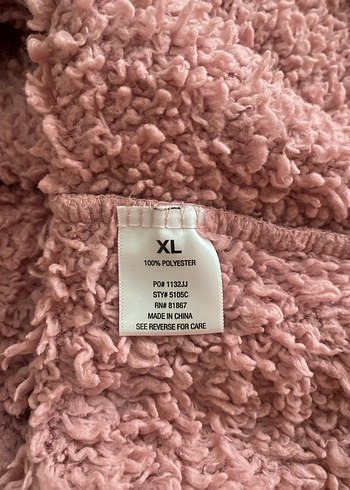 XL
100% POLYESTER
PO# 1132JJ
STY# 5105C
RN# 81867
MADE IN CHINA
SEE REVERSE FOR CARE